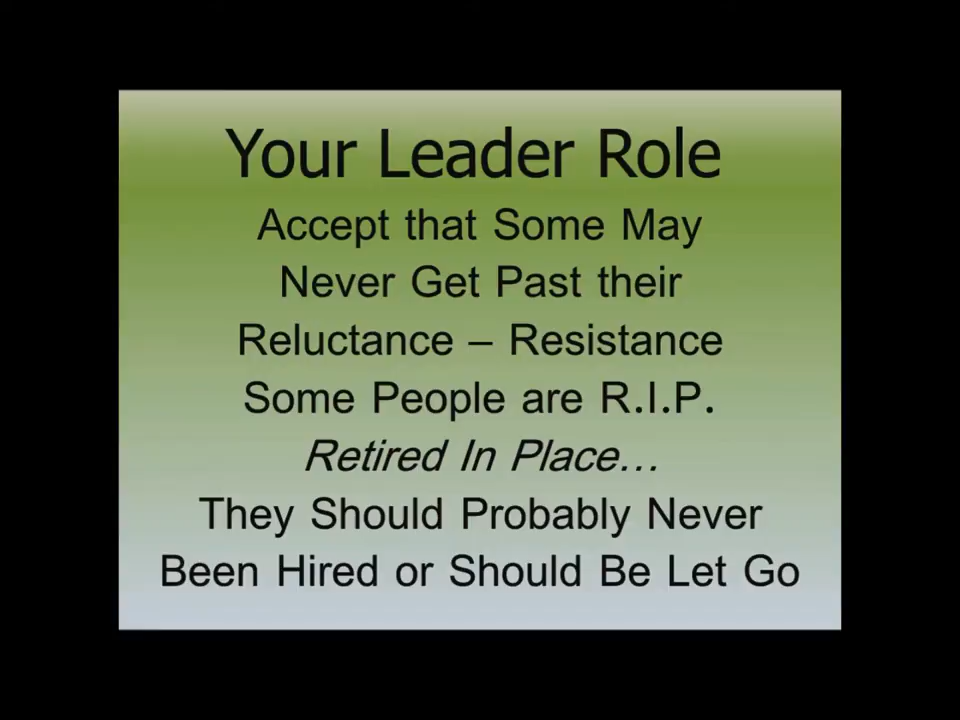 Your Leader Role
Accept that Some May
Never Get Past their
Reluctance – Resistance
Some People are R.I.P.
Retired In Place…
They Should Probably Never
Been Hired or Should Be Let Go